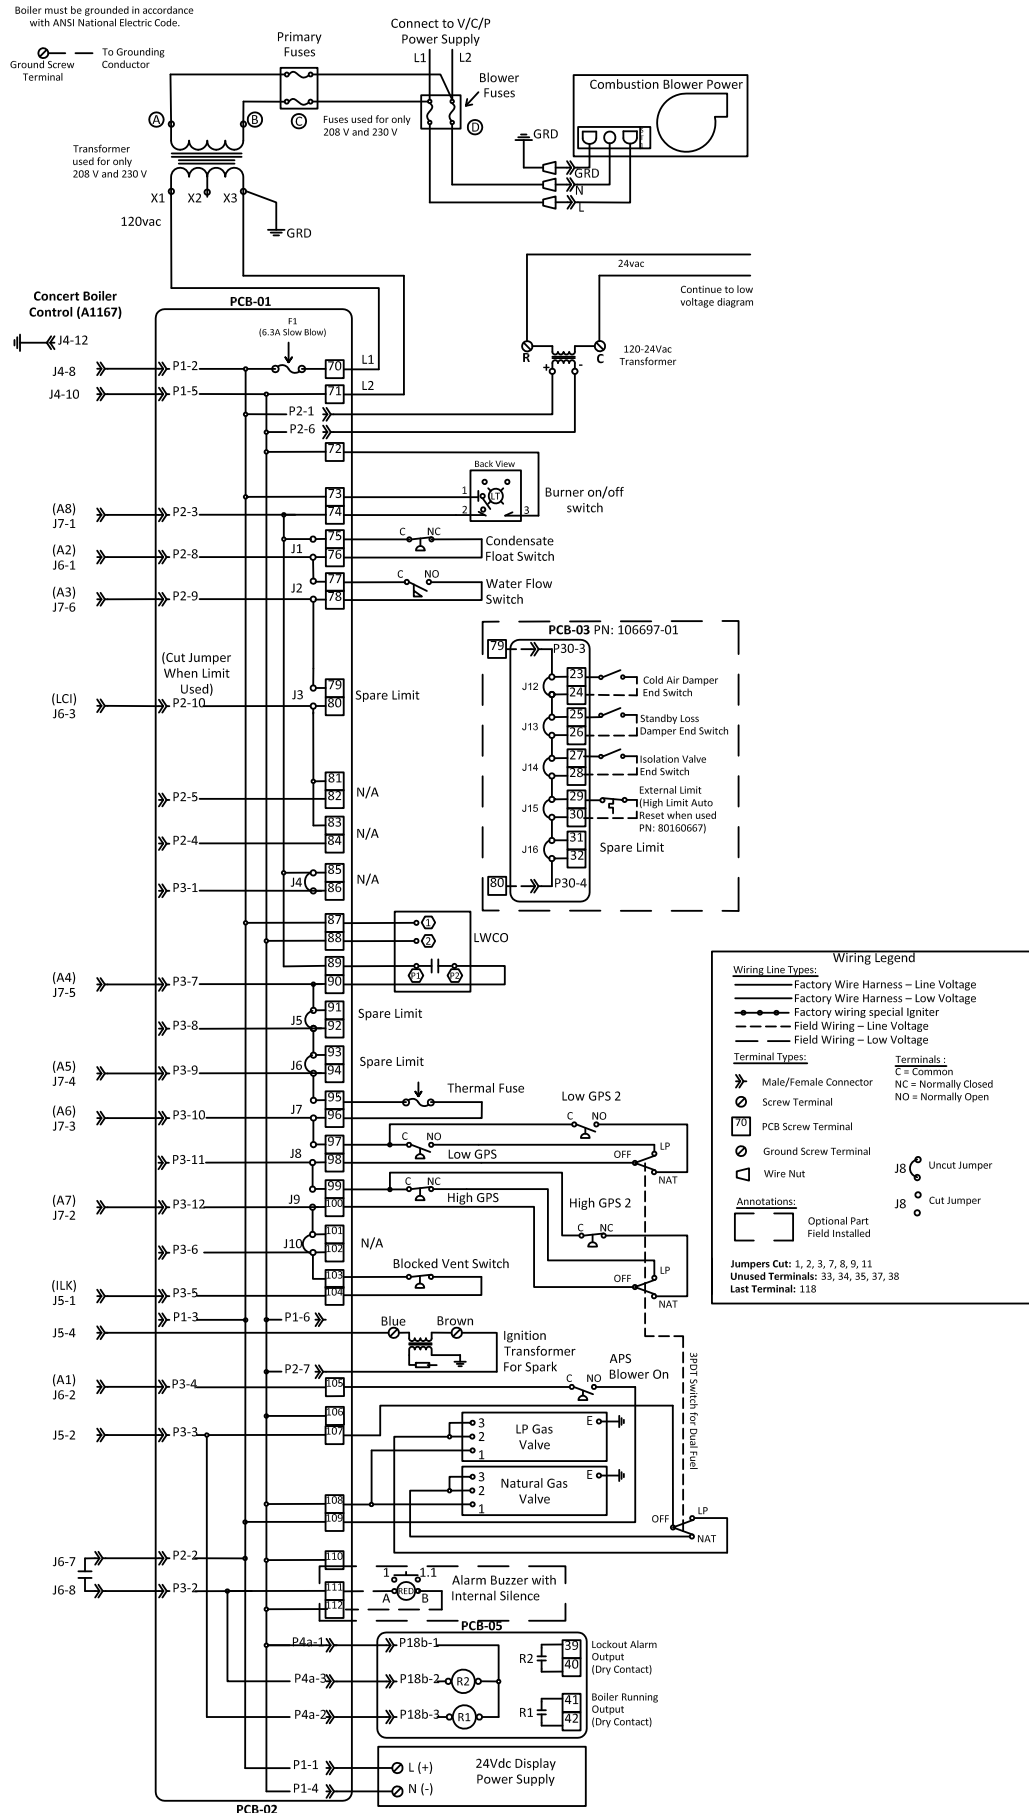 Boiler must be grounded in accordance
with ANSI National Electric Code.
To Grounding
Conductor
Ground Screw
Terminal
Primary
Fuses
Connect to V/C/P
Power Supply
L1
L2
Blower
Fuses
Combustion Blower Power
A
B
C
D
Fuses used for only
208 V and 230 V
GRD
Transformer
used for only
208 V and 230 V
GRD
N
L
X1
X2
X3
120vac
GRD
24vac
Continue to low
voltage diagram
Concert Boiler
Control (A1167)
PCB-01
F1
(6.3A Slow Blow)
J4-12
R
C
120-24Vac
Transformer
+
-
J4-8
P1-2
70
L1
J4-10
P1-5
71
L2
P2-1
P2-6
72
Back View
LT
1
2
3
Burner on/off
switch
73
(A8)
J7-1
P2-3
74
75
C
NC
Condensate
Float Switch
(A2)
J6-1
P2-8
J1
76
77
C
NO
Water Flow
Switch
(A3)
J7-6
P2-9
J2
78
PCB-03 PN: 106697-01
79
P30-3
(Cut Jumper
When Limit
Used)
J12
23
24
Cold Air Damper
End Switch
(LCI)
J6-3
P2-10
J3
79
80
Spare Limit
J13
25
26
Standby Loss
Damper End Switch
J14
27
28
Isolation Valve
End Switch
P2-5
81
82
N/A
J15
29
30
External Limit
(High Limit Auto
Reset when used
PN: 80160667)
P2-4
83
84
N/A
J16
31
32
Spare Limit
P3-1
J4
85
86
N/A
80
P30-4
87
88
1
2
LWCO
89
90
P1
P2
(A4)
J7-5
P3-7
P3-8
J5
91
92
Spare Limit
(A5)
J7-4
P3-9
J6
93
94
Spare Limit
(A6)
J7-3
P3-10
J7
95
96
Thermal Fuse
Low GPS 2
C
NO
P3-11
J8
97
98
C
NO
Low GPS
OFF
LP
NAT
(A7)
J7-2
P3-12
J9
99
100
C
NC
High GPS
High GPS 2
C
NC
P3-6
J10
101
102
N/A
OFF
LP
NAT
(ILK)
J5-1
P3-5
103
104
Blocked Vent Switch
P1-3
P1-6
J5-4
Blue
Brown
Ignition
Transformer
For Spark
P2-7
(A1)
J6-2
P3-4
105
APS
Blower On
C
NO
3PDT Switch for Dual Fuel
J5-2
P3-3
106
107
3
2
1
LP Gas
Valve
E
3
2
1
Natural Gas
Valve
E
108
109
OFF
LP
NAT
J6-7
P2-2
110
J6-8
P3-2
111
112
1
1.1
A
RED
B
Alarm Buzzer with
Internal Silence
PCB-05
P4a-1
P18b-1
P4a-3
P18b-2
R2
P4a-2
P18b-3
R1
R2
39
40
Lockout Alarm
Output
(Dry Contact)
R1
41
42
Boiler Running
Output
(Dry Contact)
P1-1
L (+)
P1-4
N (-)
24Vdc Display
Power Supply
PCB-02
Wiring Legend
Wiring Line Types:
Factory Wire Harness – Line Voltage
Factory Wire Harness – Low Voltage
Factory wiring special Igniter
Field Wiring – Line Voltage
Field Wiring – Low Voltage
Terminal Types:
Male/Female Connector
Screw Terminal
70
PCB Screw Terminal
Ground Screw Terminal
Wire Nut
Terminals :
C = Common
NC = Normally Closed
NO = Normally Open
J8
Uncut Jumper
J8
Cut Jumper
Annotations:
Optional Part
Field Installed
Jumpers Cut: 1, 2, 3, 7, 8, 9, 11
Unused Terminals: 33, 34, 35, 37, 38
Last Terminal: 118